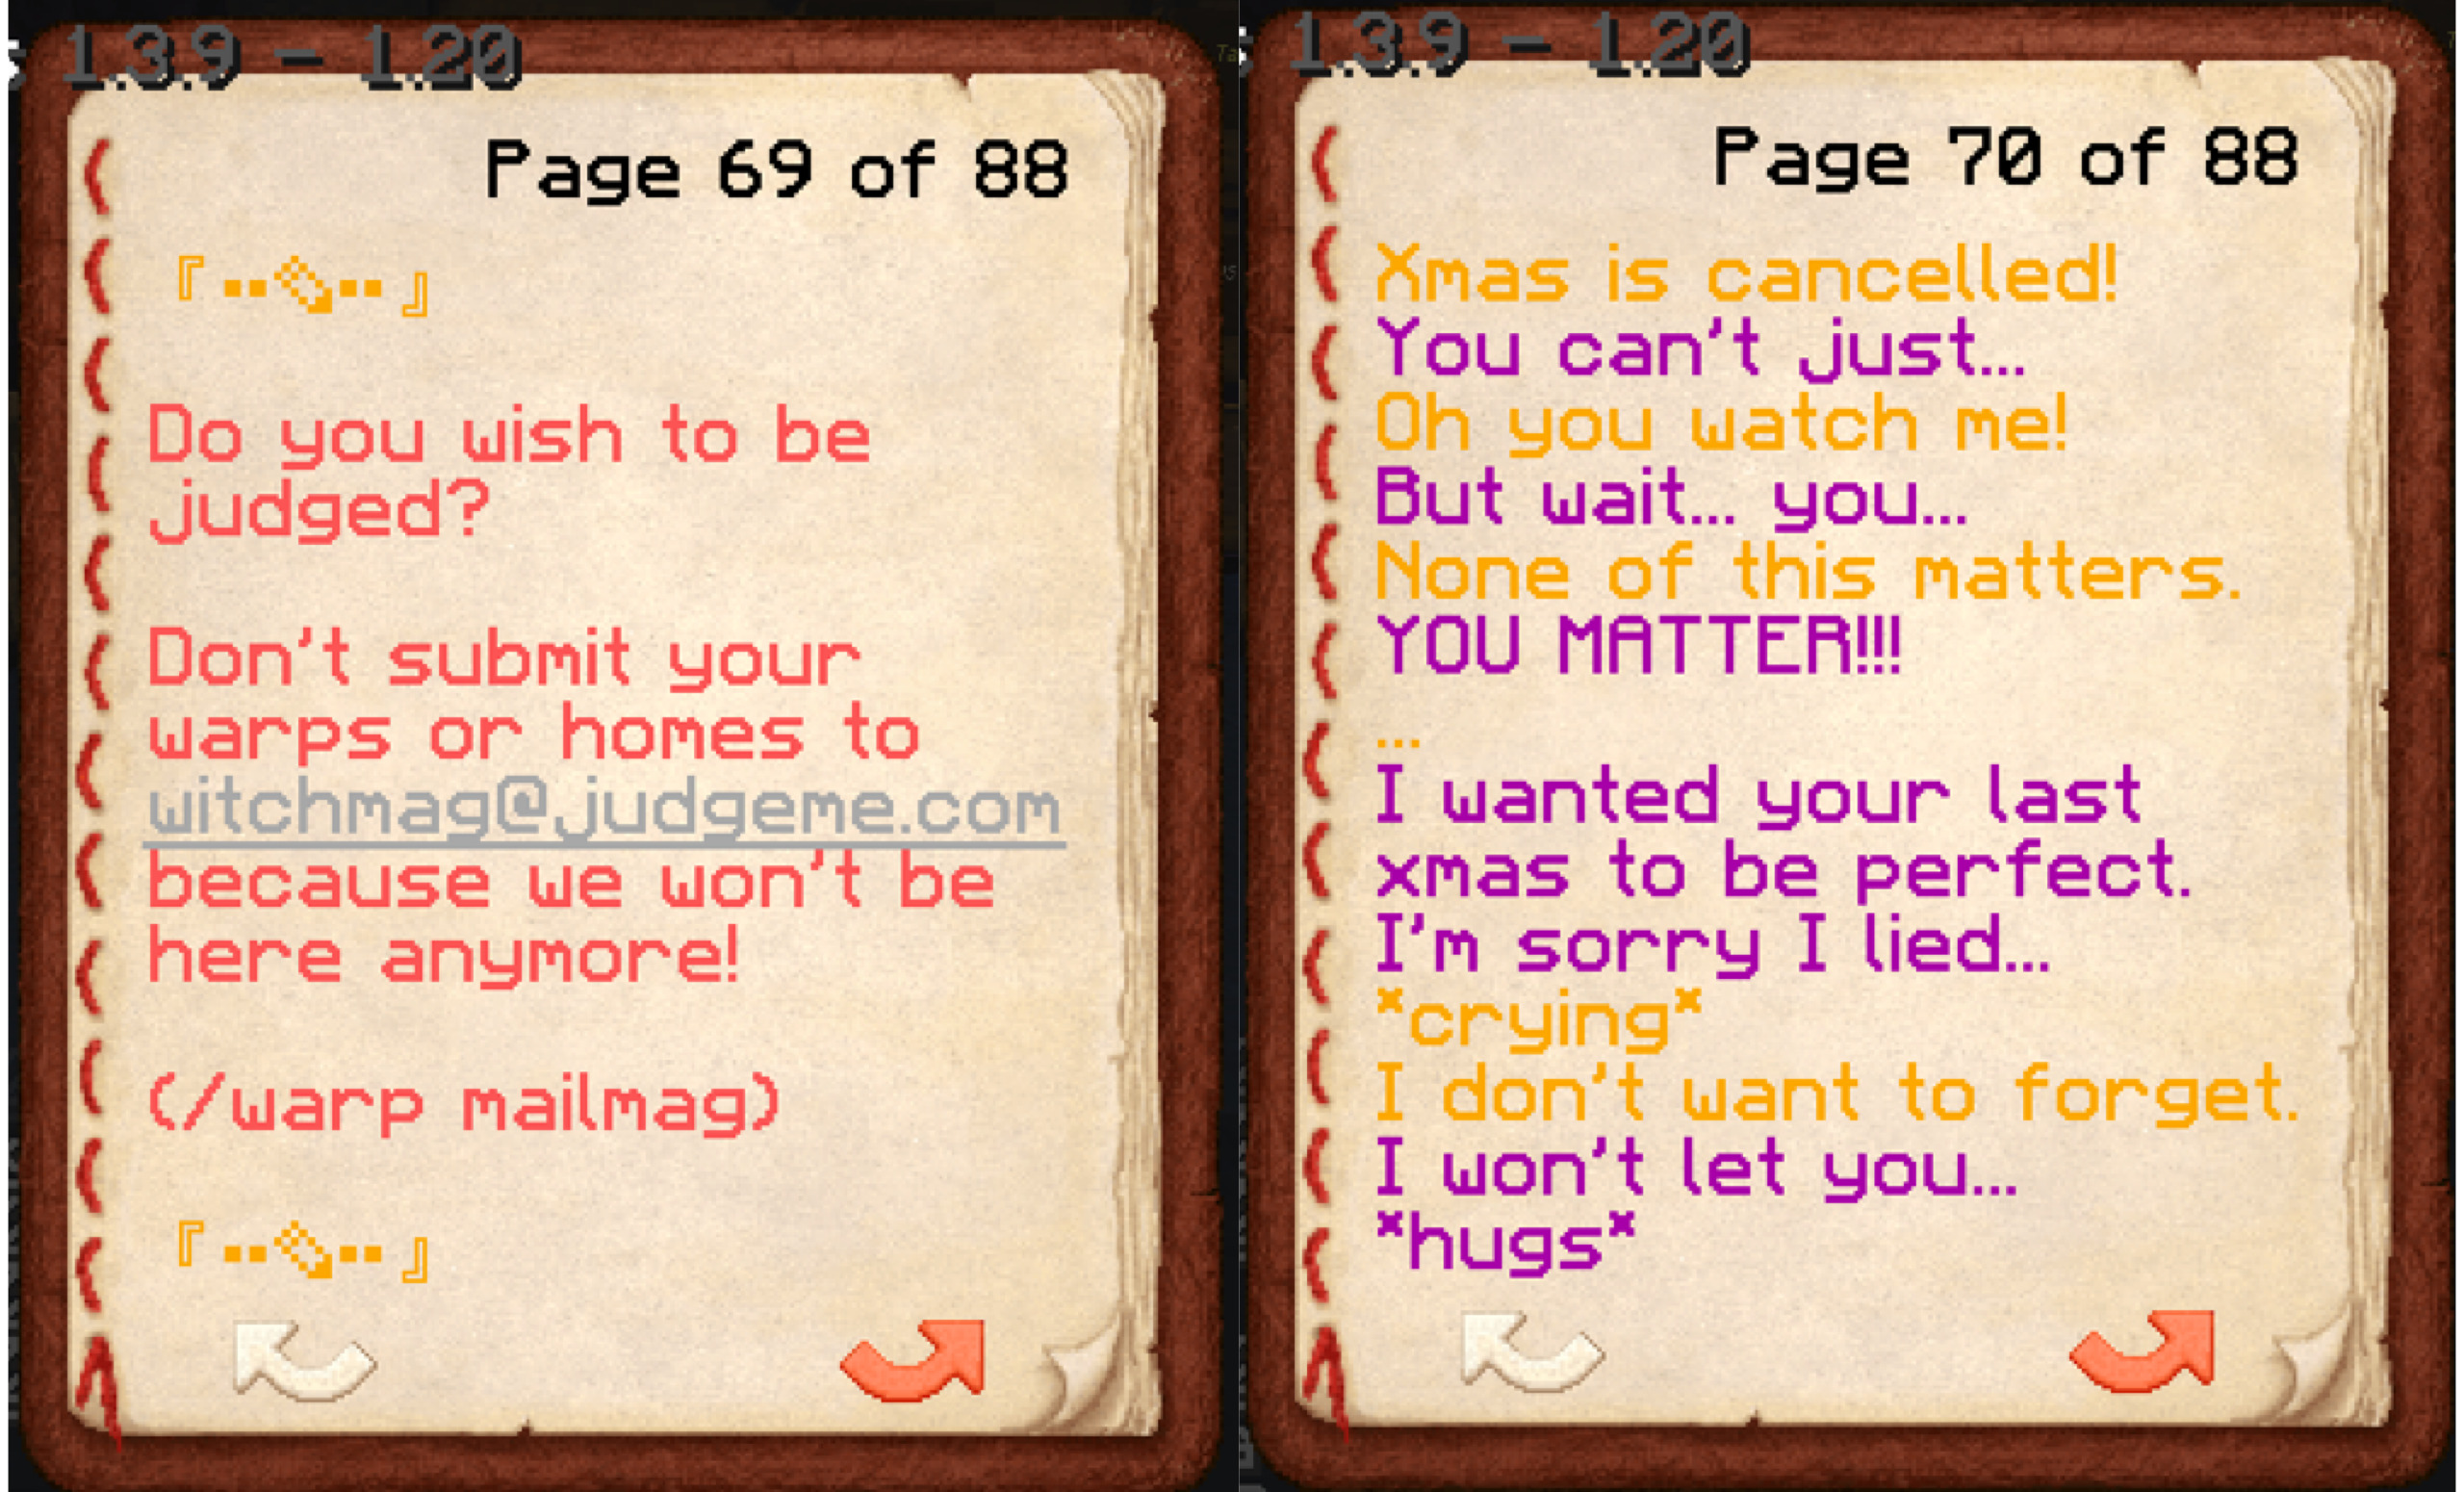 1.3.9 - 1.20
Page 69 of 88
『▪▪✎▪▪』
Do you wish to be
judged?
Don't submit your
warps or homes to
witchmag@judgeme.com
because we won't be
here anymore!
(/warp mailmag)
『▪▪✎▪▪』
1.3.9 - 1.20
Page 70 of 88
Xmas is cancelled!
You can't just...
Oh you watch me!
But wait... you...
None of this matters.
YOU MATTER!!!
...
I wanted your last
xmas to be perfect.
I'm sorry I lied...
*crying*
I don't want to forget.
I won't let you...
*hugs*